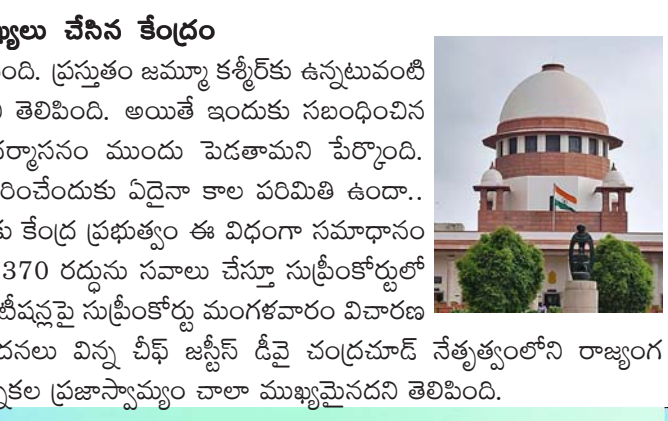 ఖ్యలు చేసిన కేంద్రం
ంది. ప్రస్తుతం జమ్మూ కశ్మీర్‌కు ఉన్నటువంటి
ని తెలిపింది. అయితే ఇందుకు సబంధించిన
ధర్మాసనం ముందు పెడతామని పేర్కొంది.
రించేందుకు ఏదైనా కాల పరిమితి ఉందా..
కు కేంద్ర ప్రభుత్వం ఈ విధంగా సమాధానం
370 రద్దును సవాలు చేస్తూ సుప్రీంకోర్టులో
టీషన్లపై సుప్రీంకోర్టు మంగళవారం విచారణ
దనలు విన్న చీఫ్ జస్టిస్ డీవై చంద్రచూడ్ నేతృత్వంలోని రాజ్యంగ
న్నికల ప్రజాస్వామ్యం చాలా ముఖ్యమైనదని తెలిపింది.